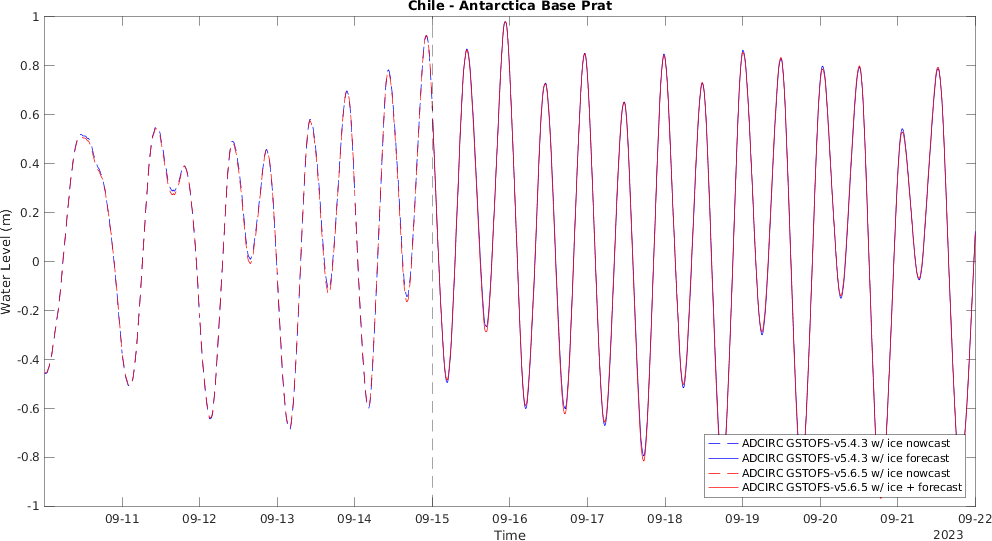 Chile - Antarctica Base Prat
1
0.8
0.6
0.4
0.2
0
-0.2
-0.4
-0.6
-0.8
-1
Water Level (m)
ADCIRC GSTOFS-v5.4.3 w/ ice nowcast
ADCIRC GSTOFS-v5.4.3 w/ ice forecast
ADCIRC GSTOFS-v5.6.5 w/ ice nowcast
ADCIRC GSTOFS-v5.6.5 w/ ice + forecast
09-11 09-12 09-13 09-14 09-15 09-16 09-17 09-18 09-19 09-20 09-21 09-22
Time
2023